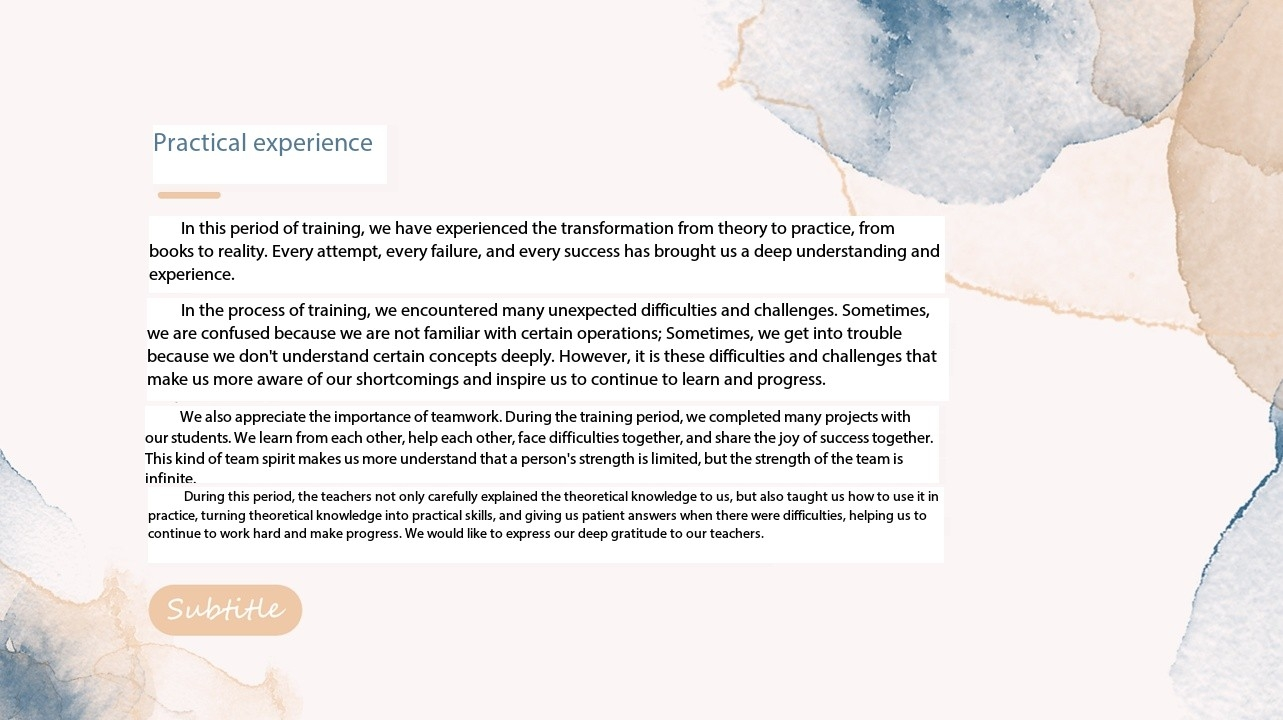 Practical experience
In this period of training, we have experienced the transformation from theory to practice, from
books to reality. Every attempt, every failure, and every success has brought us a deep understanding and
experience.
In the process of training, we encountered many unexpected difficulties and challenges. Sometimes,
we are confused because we are not familiar with certain operations; Sometimes, we get into trouble
because we don't understand certain concepts deeply. However, it is these difficulties and challenges that
make us more aware of our shortcomings and inspire us to continue to learn and progress.
We also appreciate the importance of teamwork. During the training period, we completed many projects with
our students. We learn from each other, help each other, face difficulties together, and share the joy of success together.
This kind of team spirit makes us more understand that a person's strength is limited, but the strength of the team is
infinite.
During this period, the teachers not only carefully explained the theoretical knowledge to us, but also taught us how to use it in
practice, turning theoretical knowledge into practical skills, and giving us patient answers when there were difficulties, helping us to
continue to work hard and make progress. We would like to express our deep gratitude to our teachers.
Subtitle